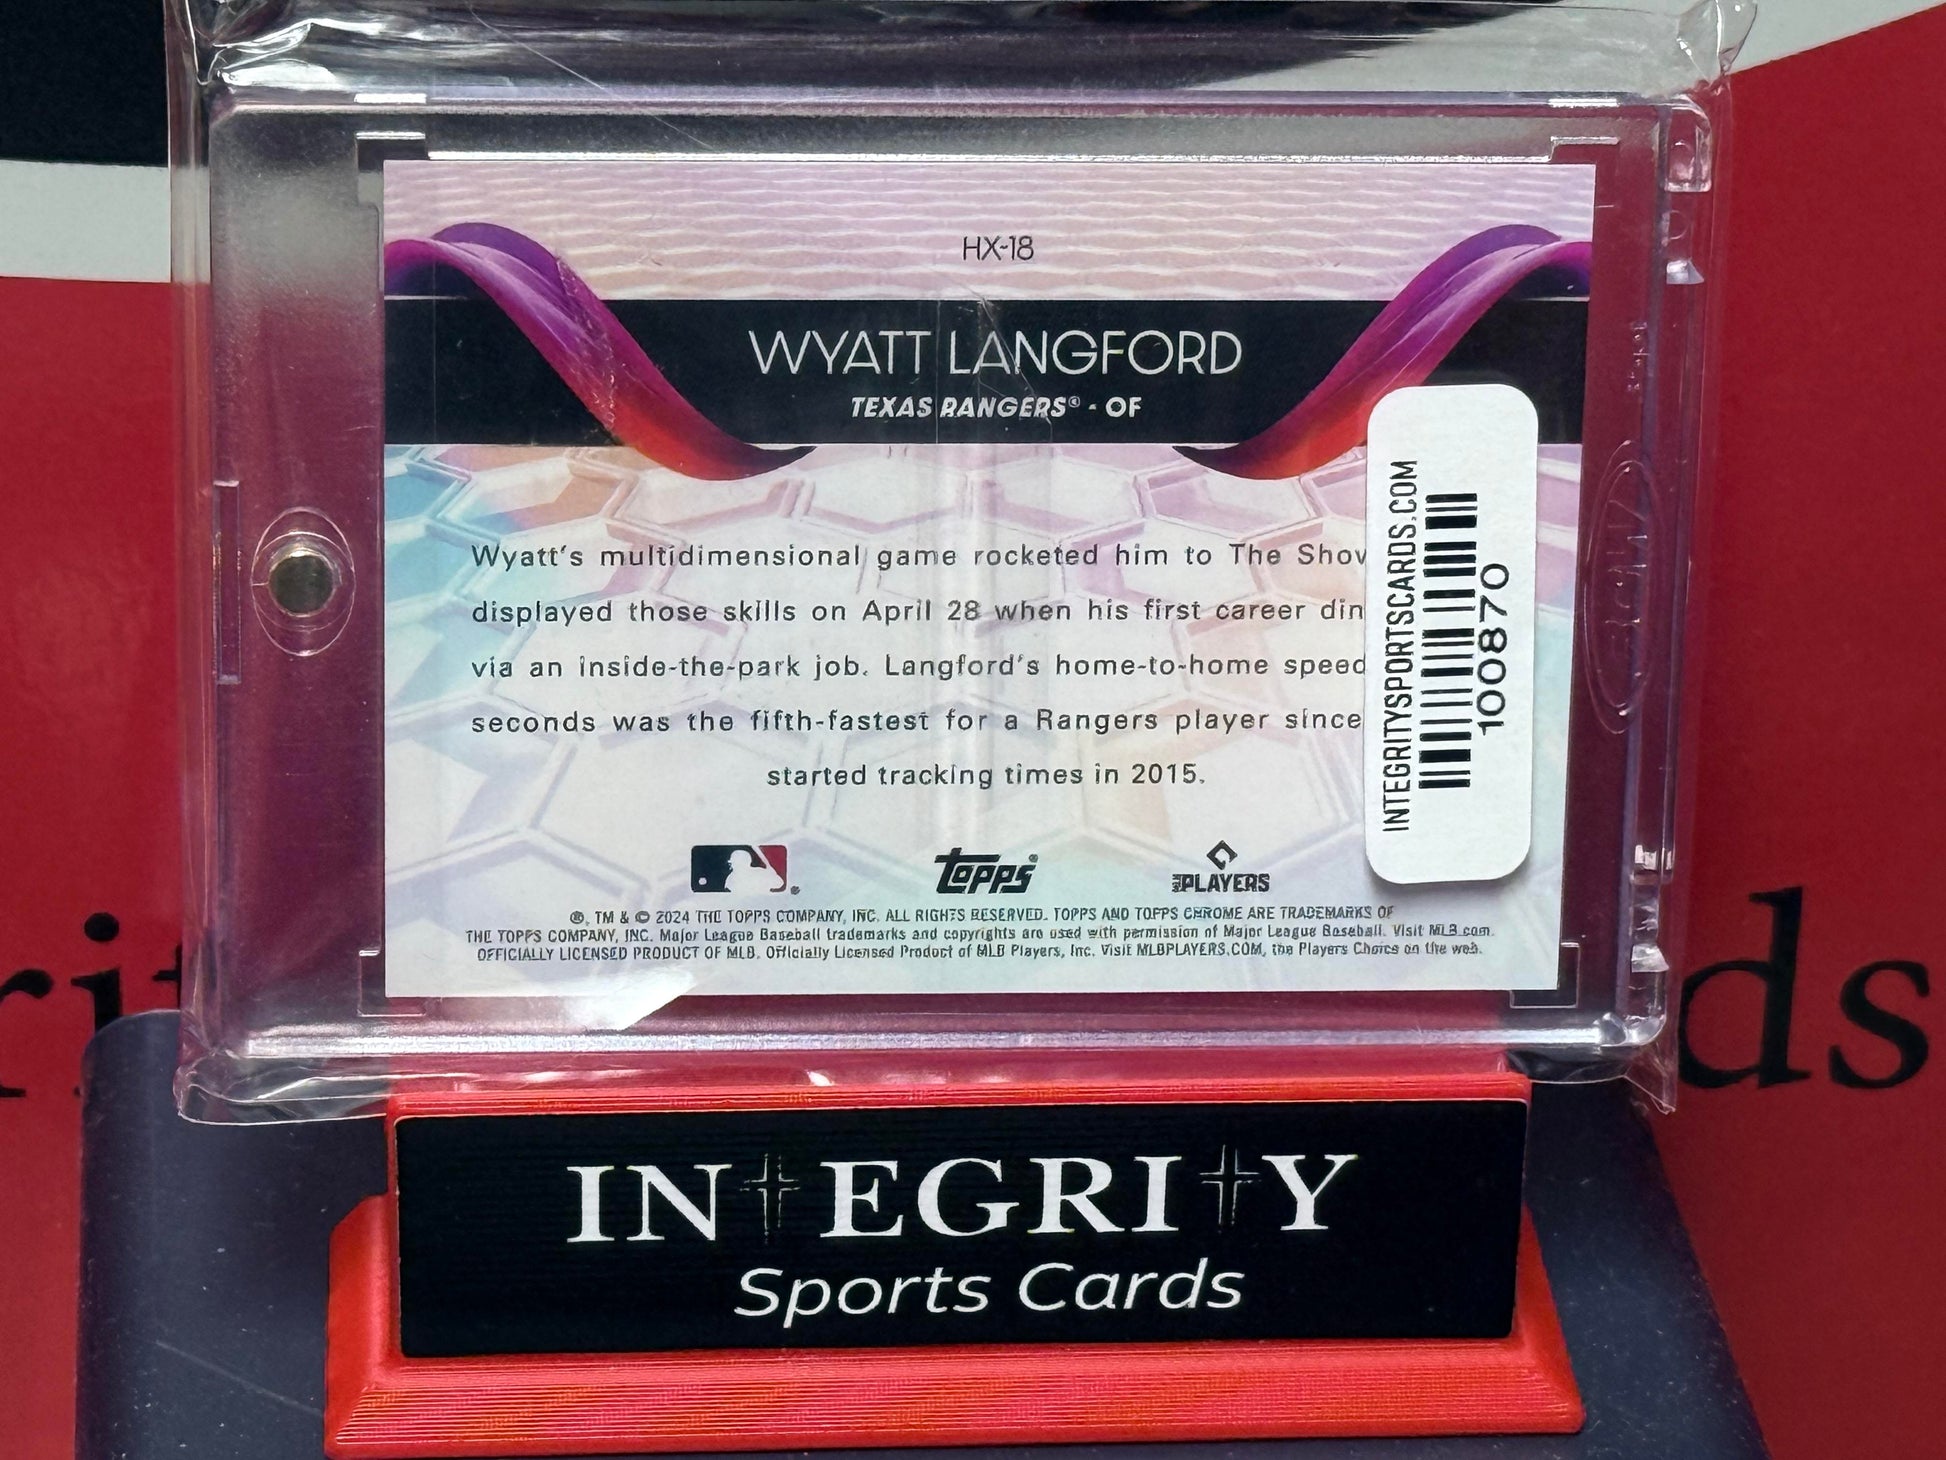 HX-18
WYATT LANGFORD
TEXAS RANGERS® - OF
Wyatt's multidimensional game rocketed him to The Show
displayed those skills on April 28 when his first career din
via an inside-the-park job. Langford's home-to-home speed
seconds was the fifth-fastest for a Rangers player since
started tracking times in 2015.
INTEGRITYSPORTSCARDS.COM
100870
Topps®
MLB PLAYERS
®, TM & © 2024 THE TOPPS COMPANY, INC. ALL RIGHTS RESERVED. TOPPS AND TOPPS CHROME ARE TRADEMARKS OF
THE TOPPS COMPANY, INC. Major League Baseball trademarks and copyrights are used with permission of Major League Baseball. Visit MLB.com.
OFFICIALLY LICENSED PRODUCT OF MLB. Officially Licensed Product of MLB Players, Inc. Visit MLBPLAYERS.COM, the Players Choice on the web.
INTEGRITY
Sports Cards
rit
ds